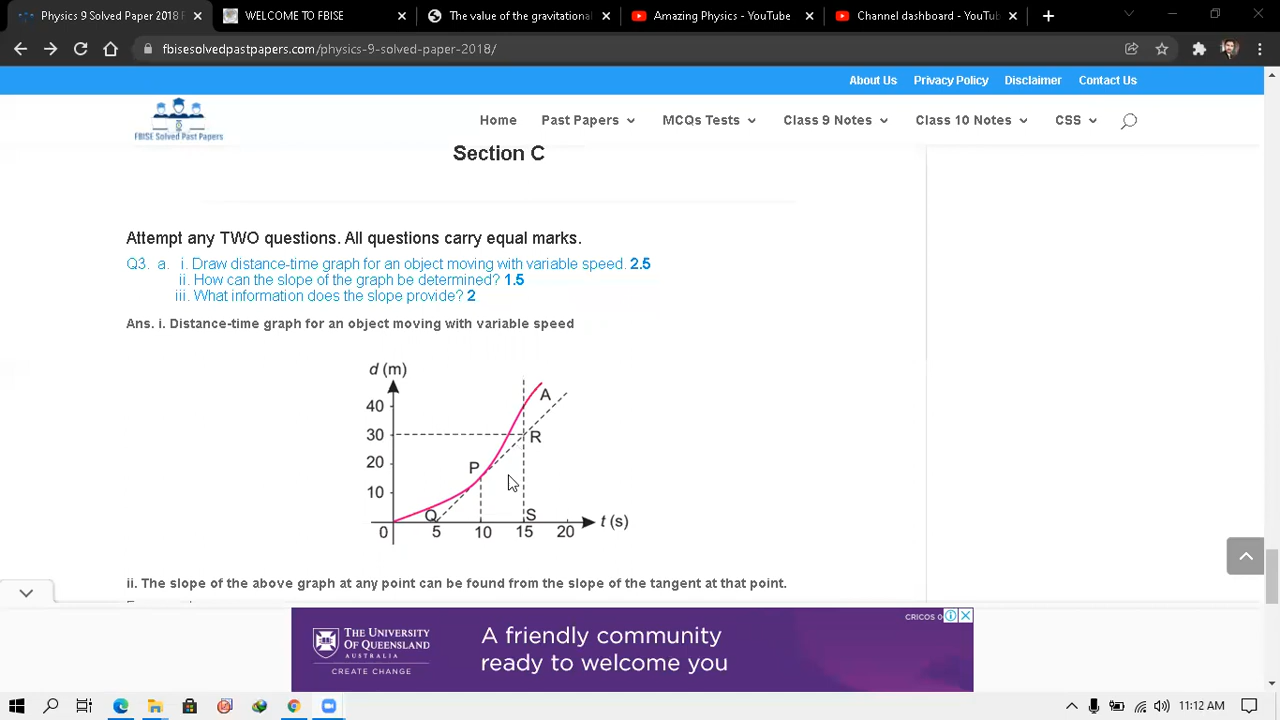 Physics 9 Solved Paper 2018 F
WELCOME TO FBISE
The value of the gravitational
Amazing Physics - YouTube
Channel dashboard - YouTub
fbisesolvedpastpapers.com/physics-9-solved-paper-2018/
About Us Privacy Policy Disclaimer Contact Us
FBISE Solved Past Papers
Home Past Papers MCQs Tests Class 9 Notes Class 10 Notes CSS
Section C
Attempt any TWO questions. All questions carry equal marks.
Q3. a. i. Draw distance-time graph for an object moving with variable speed. 2.5
ii. How can the slope of the graph be determined? 1.5
iii. What information does the slope provide? 2
Ans. i. Distance-time graph for an object moving with variable speed
d (m)
A
40
30
R
P
20
10
Q
S
t (s)
0 5 10 15 20
ii. The slope of the above graph at any point can be found from the slope of the tangent at that point.
CRICOS 0
THE UNIVERSITY
OF QUEENSLAND
AUSTRALIA
CREATE CHANGE
A friendly community
ready to welcome you
11:12 AM